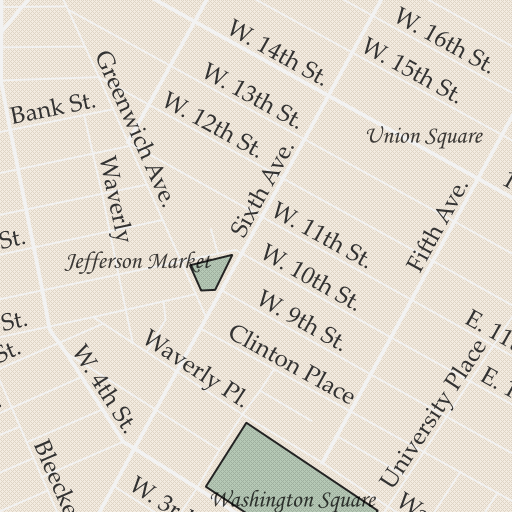 W. 16th St.
W. 14th St.
W. 15th St.
Greenwich Ave.
W. 13th St.
Bank St.
W. 12th St.
Union Square
Waverly
Sixth Ave.
Fifth Ave.
W. 11th St.
St.
Jefferson Market
W. 10th St.
W. 9th St.
St.
E. 11
Clinton Place
Waverly Pl.
St.
W. 4th St.
University Place
E. 1
Bleecke
W. 3r
Washington Square